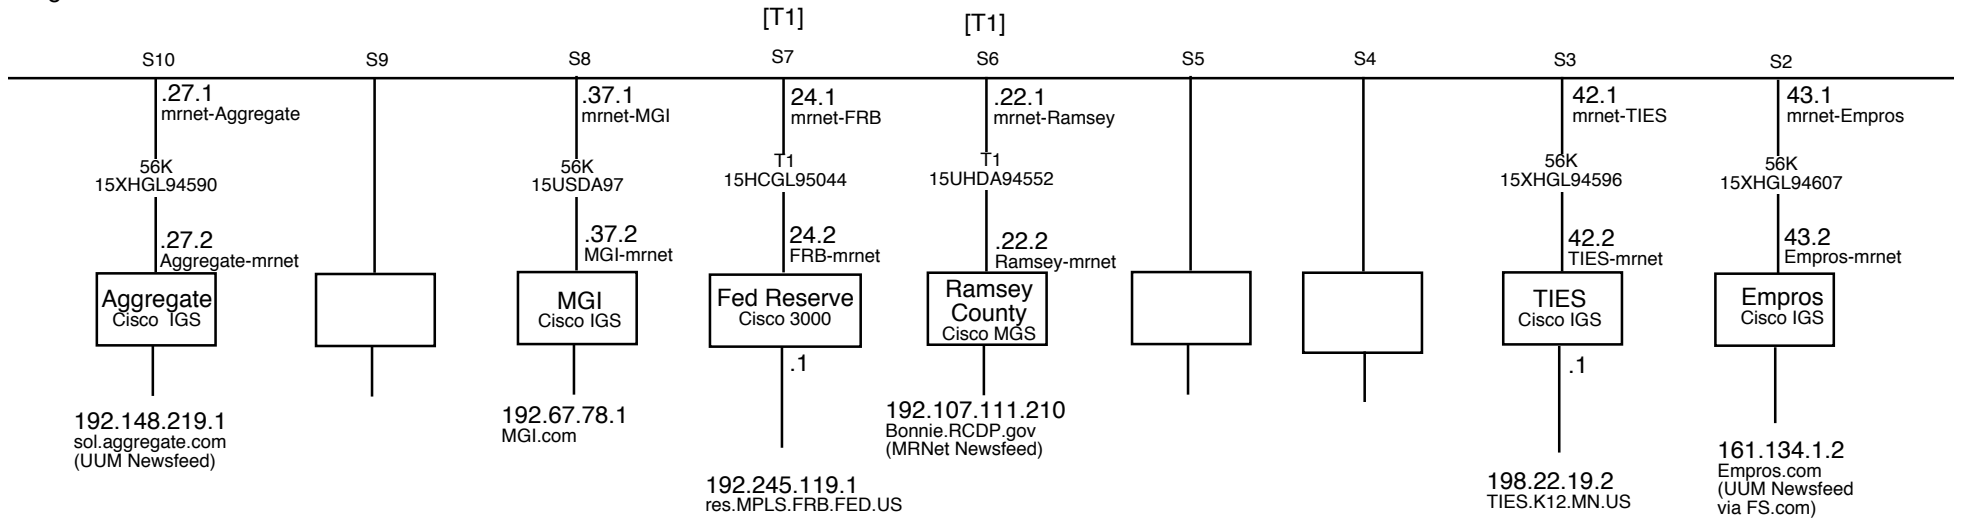 [T1]
[T1]
S10
S9
S8
S7
S6
S5
S4
S3
S2
.27.1
mrnet-Aggregate
.37.1
mrnet-MGI
24.1
mrnet-FRB
.22.1
mrnet-Ramsey
42.1
mrnet-TIES
43.1
mrnet-Empros
56K
15XHGL94590
56K
15USDA97
T1
15HCGL95044
T1
15UHDA94552
56K
15XHGL94596
56K
15XHGL94607
.27.2
Aggregate-mrnet
.37.2
MGI-mrnet
24.2
FRB-mrnet
.22.2
Ramsey-mrnet
42.2
TIES-mrnet
43.2
Empros-mrnet
Aggregate
Cisco IGS
MGI
Cisco IGS
Fed Reserve
Cisco 3000
Ramsey
County
Cisco MGS
TIES
Cisco IGS
Empros
Cisco IGS
.1
.1
192.148.219.1
sol.aggregate.com
(UUM Newsfeed)
192.67.78.1
MGI.com
192.245.119.1
res.MPLS.FRB.FED.US
192.107.111.210
Bonnie.RCDP.gov
(MRNet Newsfeed)
198.22.19.2
TIES.K12.MN.US
161.134.1.2
Empros.com
(UUM Newsfeed
via FS.com)